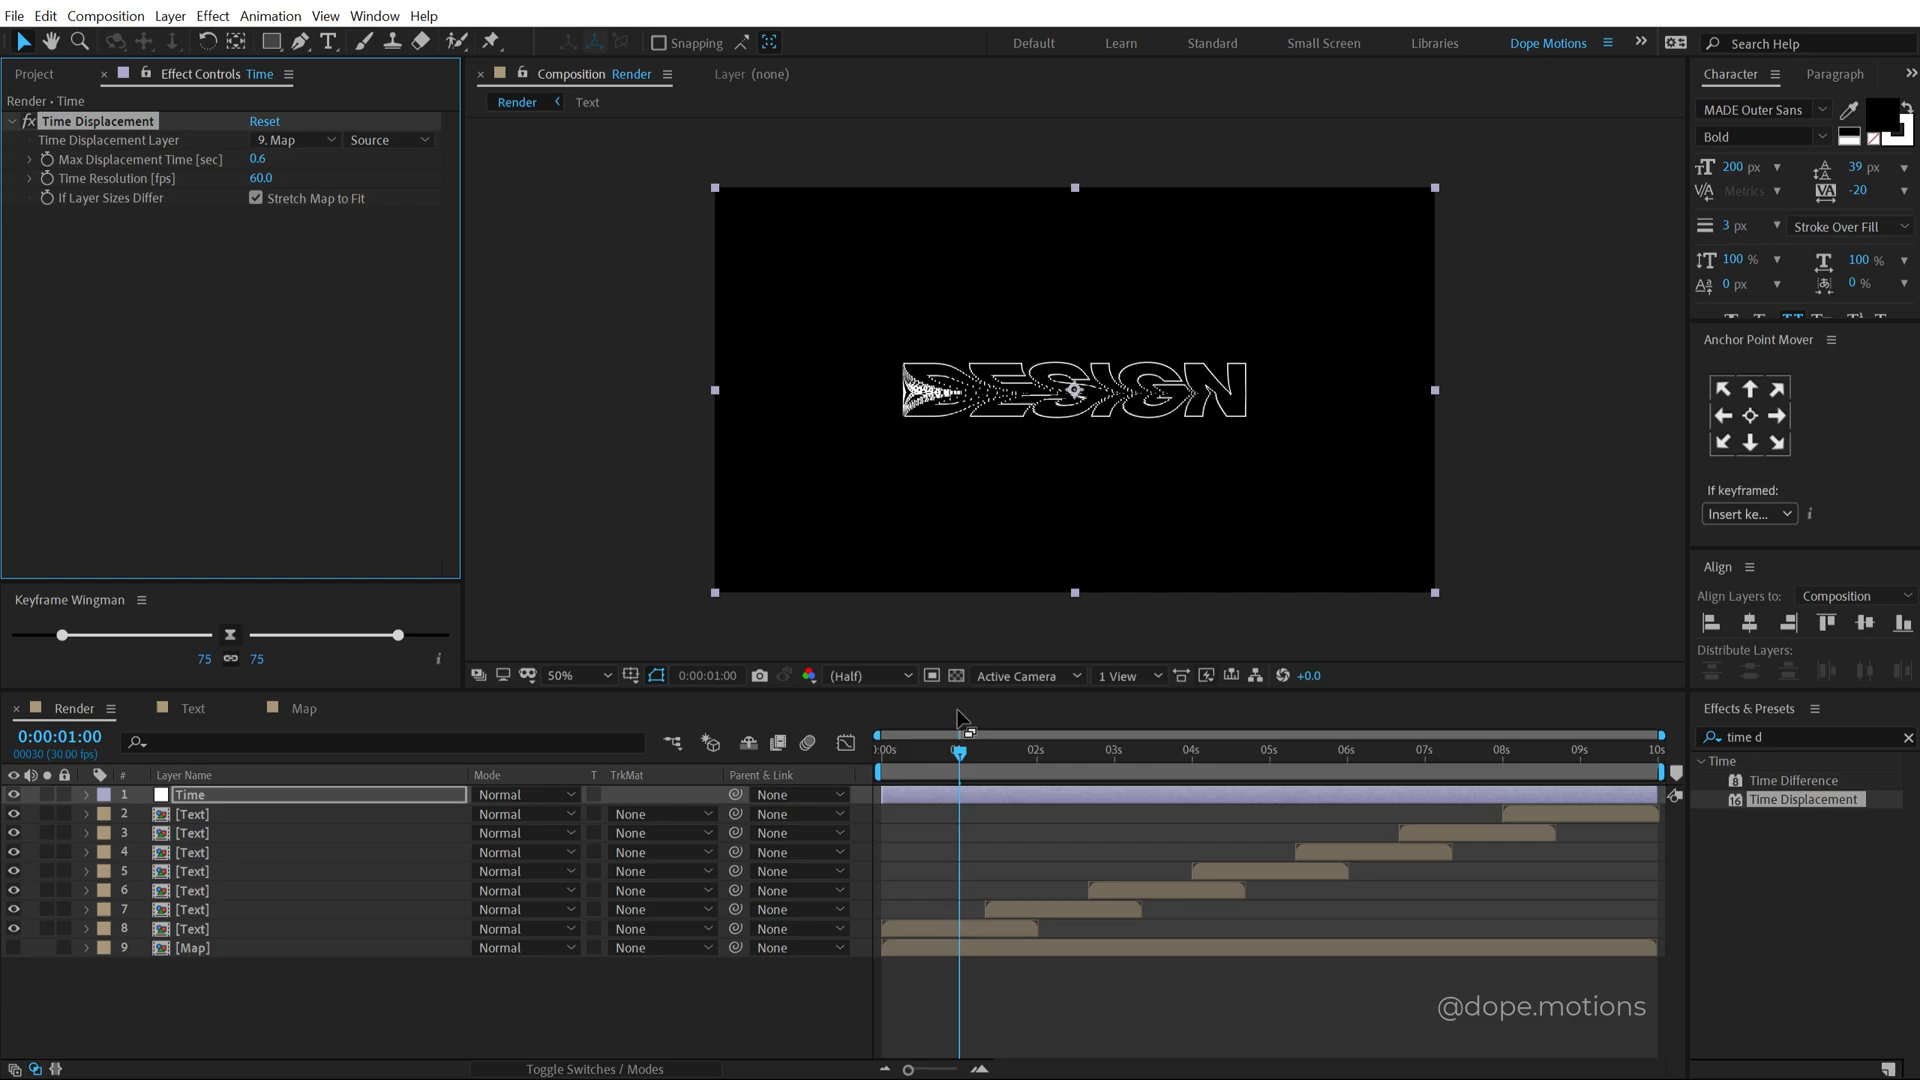 File Edit Composition Layer Effect Animation View Window Help
Snapping
Default Learn Standard Small Screen Libraries Dope Motions Search Help
Project Effect Controls Time
Composition Render Layer (none)
Render Text
Render • Time
fx Time Displacement Reset
Time Displacement Layer 9. Map Source
Max Displacement Time [sec] 0.6
Time Resolution [fps] 60.0
If Layer Sizes Differ Stretch Map to Fit
DESIGN
Character Paragraph
MADE Outer Sans
Bold
200 px 39 px
Metrics -20
3 px Stroke Over Fill
100 % 100 %
0 px 0 %
Anchor Point Mover
If keyframed:
Insert ke...
Align
Align Layers to: Composition
Distribute Layers:
Keyframe Wingman
75 75
50% 0:00:01:00 (Half) Active Camera 1 View +0.0
Render Text Map
0:00:01:00
00030 (30.00 fps)
# Layer Name Mode T TrkMat Parent & Link
1 Time Normal None
2 [Text] Normal None None
3 [Text] Normal None None
4 [Text] Normal None None
5 [Text] Normal None None
6 [Text] Normal None None
7 [Text] Normal None None
8 [Text] Normal None None
9 [Map] Normal None None
02s 03s 04s 05s 06s 07s 08s 09s 10s
Effects & Presets
time d
Time
Time Difference
Time Displacement
@dope.motions
Toggle Switches / Modes